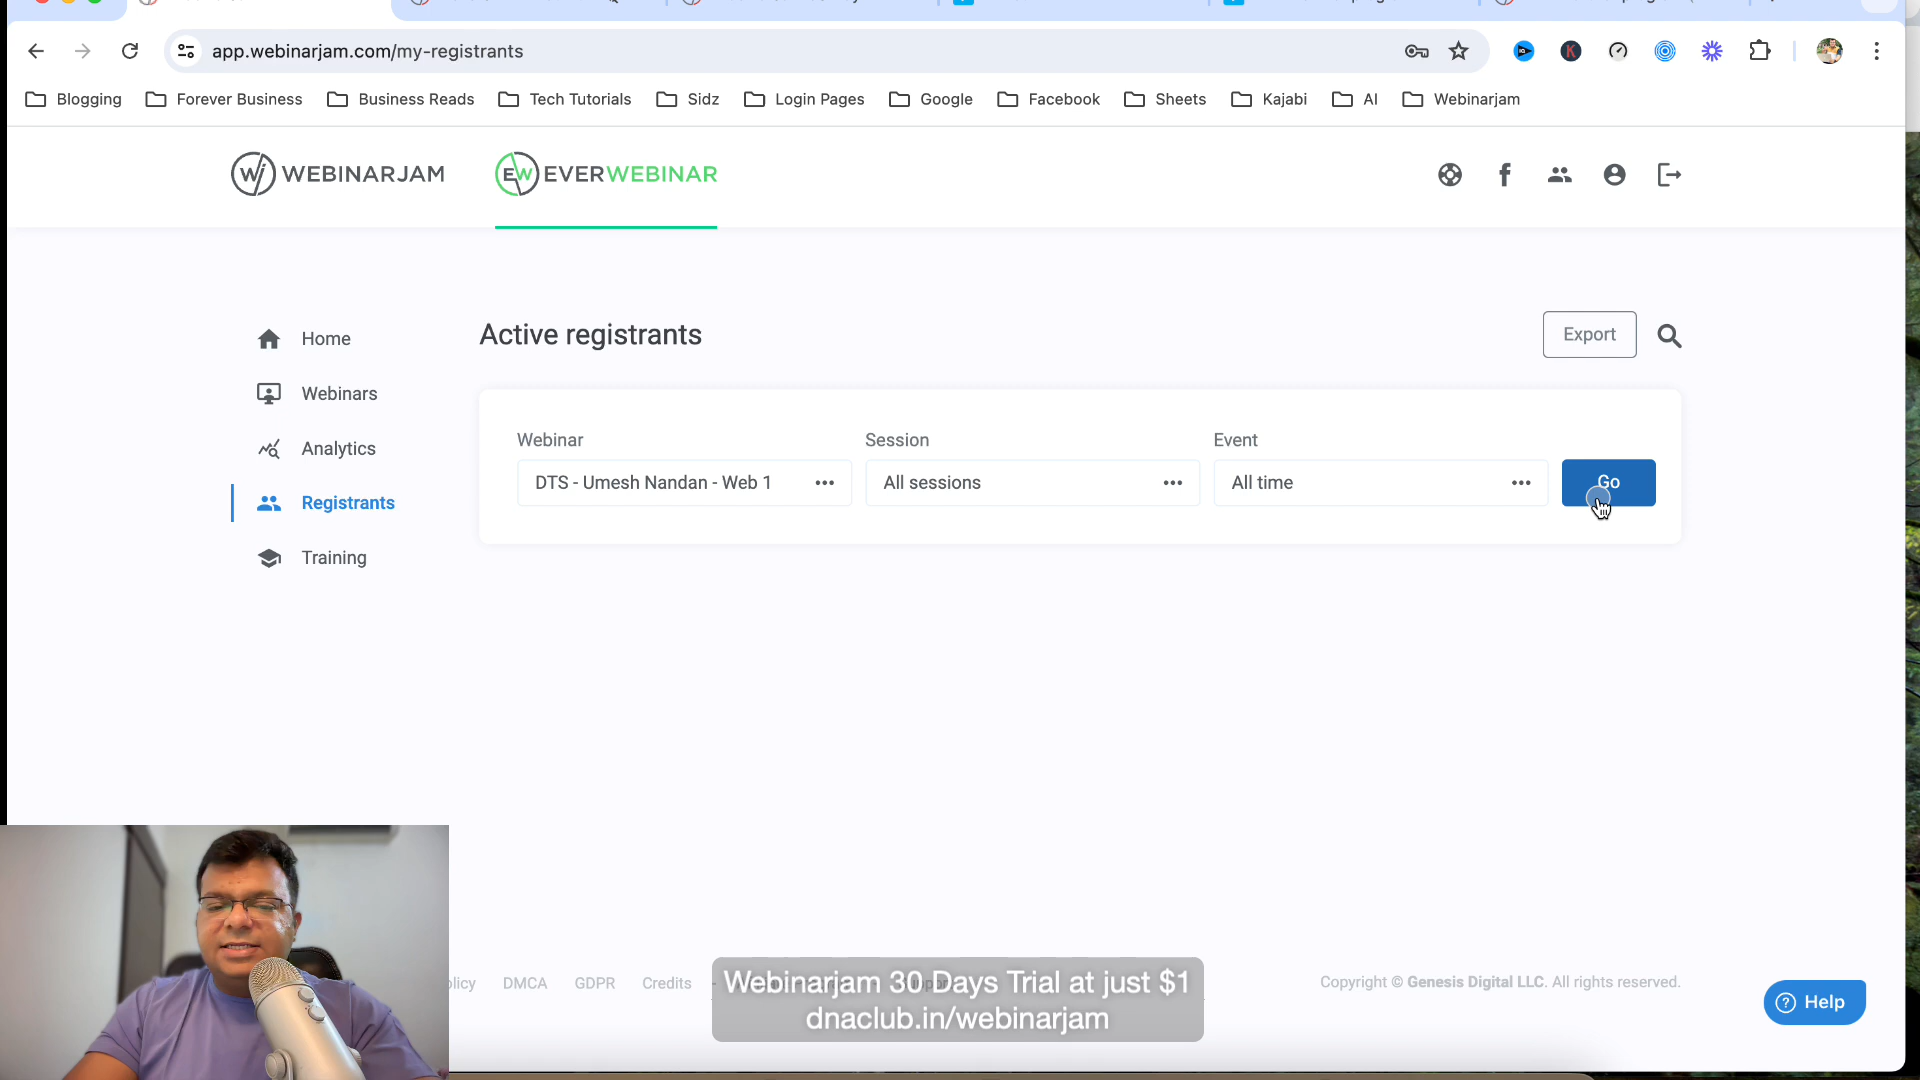 app.webinarjam.com/my-registrants
Blogging
Forever Business
Business Reads
Tech Tutorials
Sidz
Login Pages
Google
Facebook
Sheets
Kajabi
AI
Webinarjam
WEBINARJAM
EVERWEBINAR
Home
Webinars
Analytics
Registrants
Training
Active registrants
Export
Webinar
Session
Event
DTS - Umesh Nandan - Web 1
All sessions
All time
Go
DMCA
GDPR
Credits
Webinarjam 30 Days Trial at just $1
dnaclub.in/webinarjam
Copyright © Genesis Digital LLC. All rights reserved.
Help